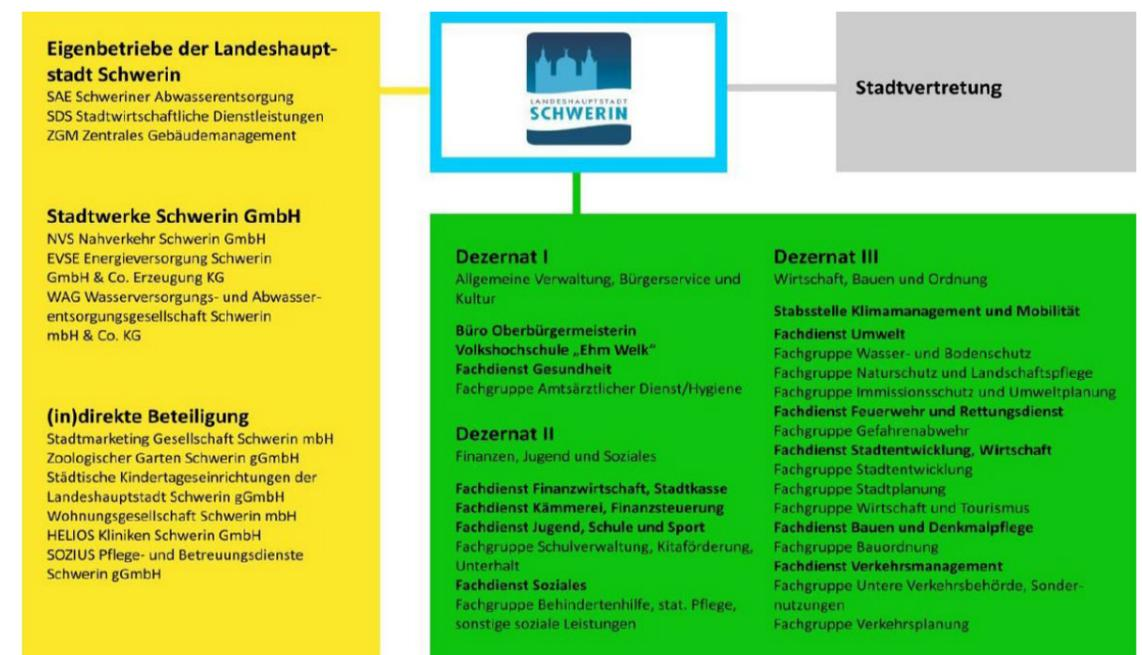 Eigenbetriebe der Landeshaupt-
stadt Schwerin
SAE Schweriner Abwasserentsorgung
SDS Stadtwirtschaftliche Dienstleistungen
ZGM Zentrales Gebäudemanagement
Stadtwerke Schwerin GmbH
NVS Nahverkehr Schwerin GmbH
EVSE Energieversorgung Schwerin
GmbH & Co. Erzeugung KG
WAG Wasserversorgungs- und Abwasser-
entsorgungsgesellschaft Schwerin
mbH & Co. KG
(in)direkte Beteiligung
Stadtmarketing Gesellschaft Schwerin mbH
Zoologischer Garten Schwerin gGmbH
Städtische Kindertageseinrichtungen der
Landeshauptstadt Schwerin gGmbH
Wohnungsgesellschaft Schwerin mbH
HELIOS Kliniken Schwerin GmbH
SOZIUS Pflege- und Betreuungsdienste
Schwerin gGmbH
LANDESHAUPTSTADT
SCHWERIN
Stadtvertretung
Dezernat I
Allgemeine Verwaltung, Bürgerservice und
Kultur
Büro Oberbürgermeisterin
Volkshochschule „Ehm Welk“
Fachdienst Gesundheit
Fachgruppe Amtsärztlicher Dienst/Hygiene
Dezernat II
Finanzen, Jugend und Soziales
Fachdienst Finanzwirtschaft, Stadtkasse
Fachdienst Kämmerei, Finanzsteuerung
Fachdienst Jugend, Schule und Sport
Fachgruppe Schulverwaltung, Kitaförderung,
Unterhalt
Fachdienst Soziales
Fachgruppe Behindertenhilfe, stat. Pflege,
sonstige soziale Leistungen
Dezernat III
Wirtschaft, Bauen und Ordnung
Stabsstelle Klimamanagement und Mobilität
Fachdienst Umwelt
Fachgruppe Wasser- und Bodenschutz
Fachgruppe Naturschutz und Landschaftspflege
Fachgruppe Immissionsschutz und Umweltplanung
Fachdienst Feuerwehr und Rettungsdienst
Fachgruppe Gefahrenabwehr
Fachdienst Stadtentwicklung, Wirtschaft
Fachgruppe Stadtentwicklung
Fachgruppe Stadtplanung
Fachgruppe Wirtschaft und Tourismus
Fachdienst Bauen und Denkmalpflege
Fachgruppe Bauordnung
Fachdienst Verkehrsmanagement
Fachgruppe Untere Verkehrsbehörde, Sonder-
nutzungen
Fachgruppe Verkehrsplanung